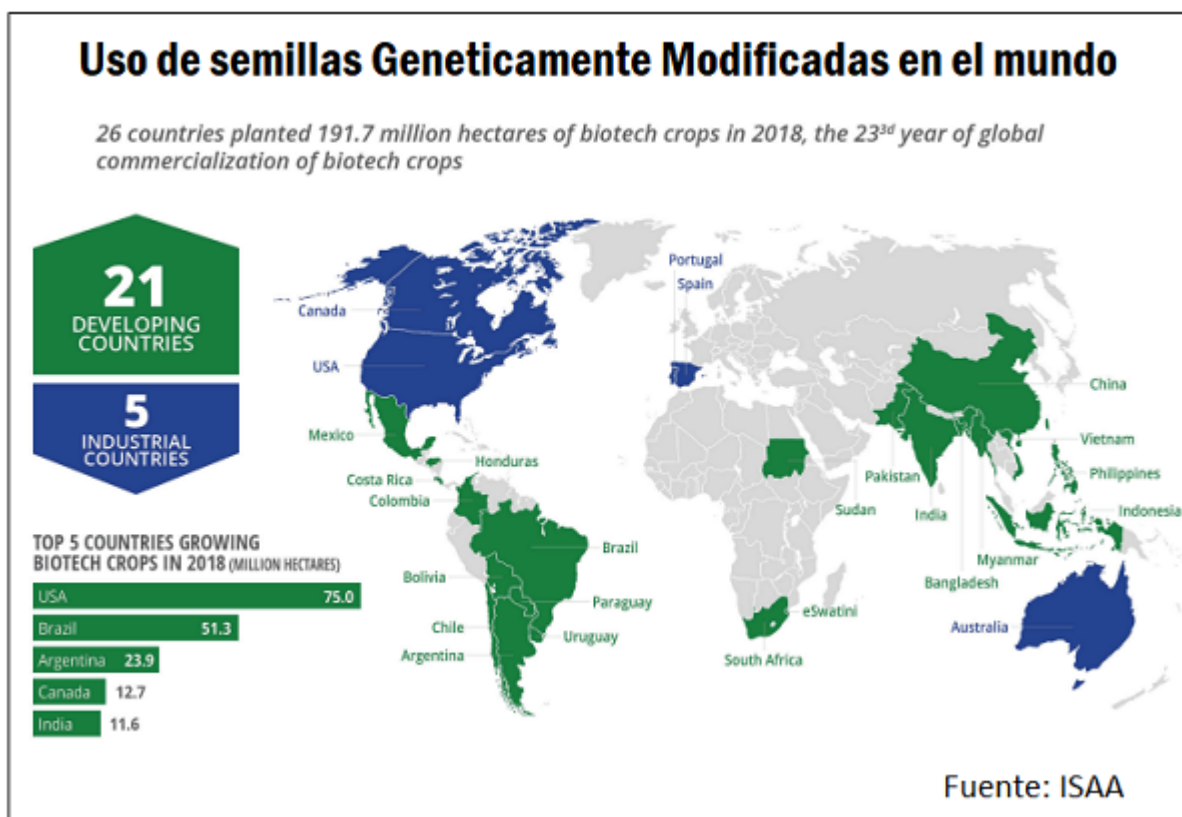 Uso de semillas Geneticamente Modificadas en el mundo
26 countries planted 191.7 million hectares of biotech crops in 2018, the 23³ᵈ year of global
commercialization of biotech crops
21
DEVELOPING
COUNTRIES
5
INDUSTRIAL
COUNTRIES
Portugal
Spain
Canada
USA
China
Mexico
Honduras
Vietnam
Costa Rica
Pakistan
Philippines
Colombia
Sudan
India
Indonesia
Brazil
Myanmar
Bolivia
Bangladesh
Paraguay
eSwatini
Chile
Uruguay
Australia
Argentina
South Africa
TOP 5 COUNTRIES GROWING
BIOTECH CROPS IN 2018 (MILLION HECTARES)
USA 75.0
Brazil 51.3
Argentina 23.9
Canada 12.7
India 11.6
Fuente: ISAA